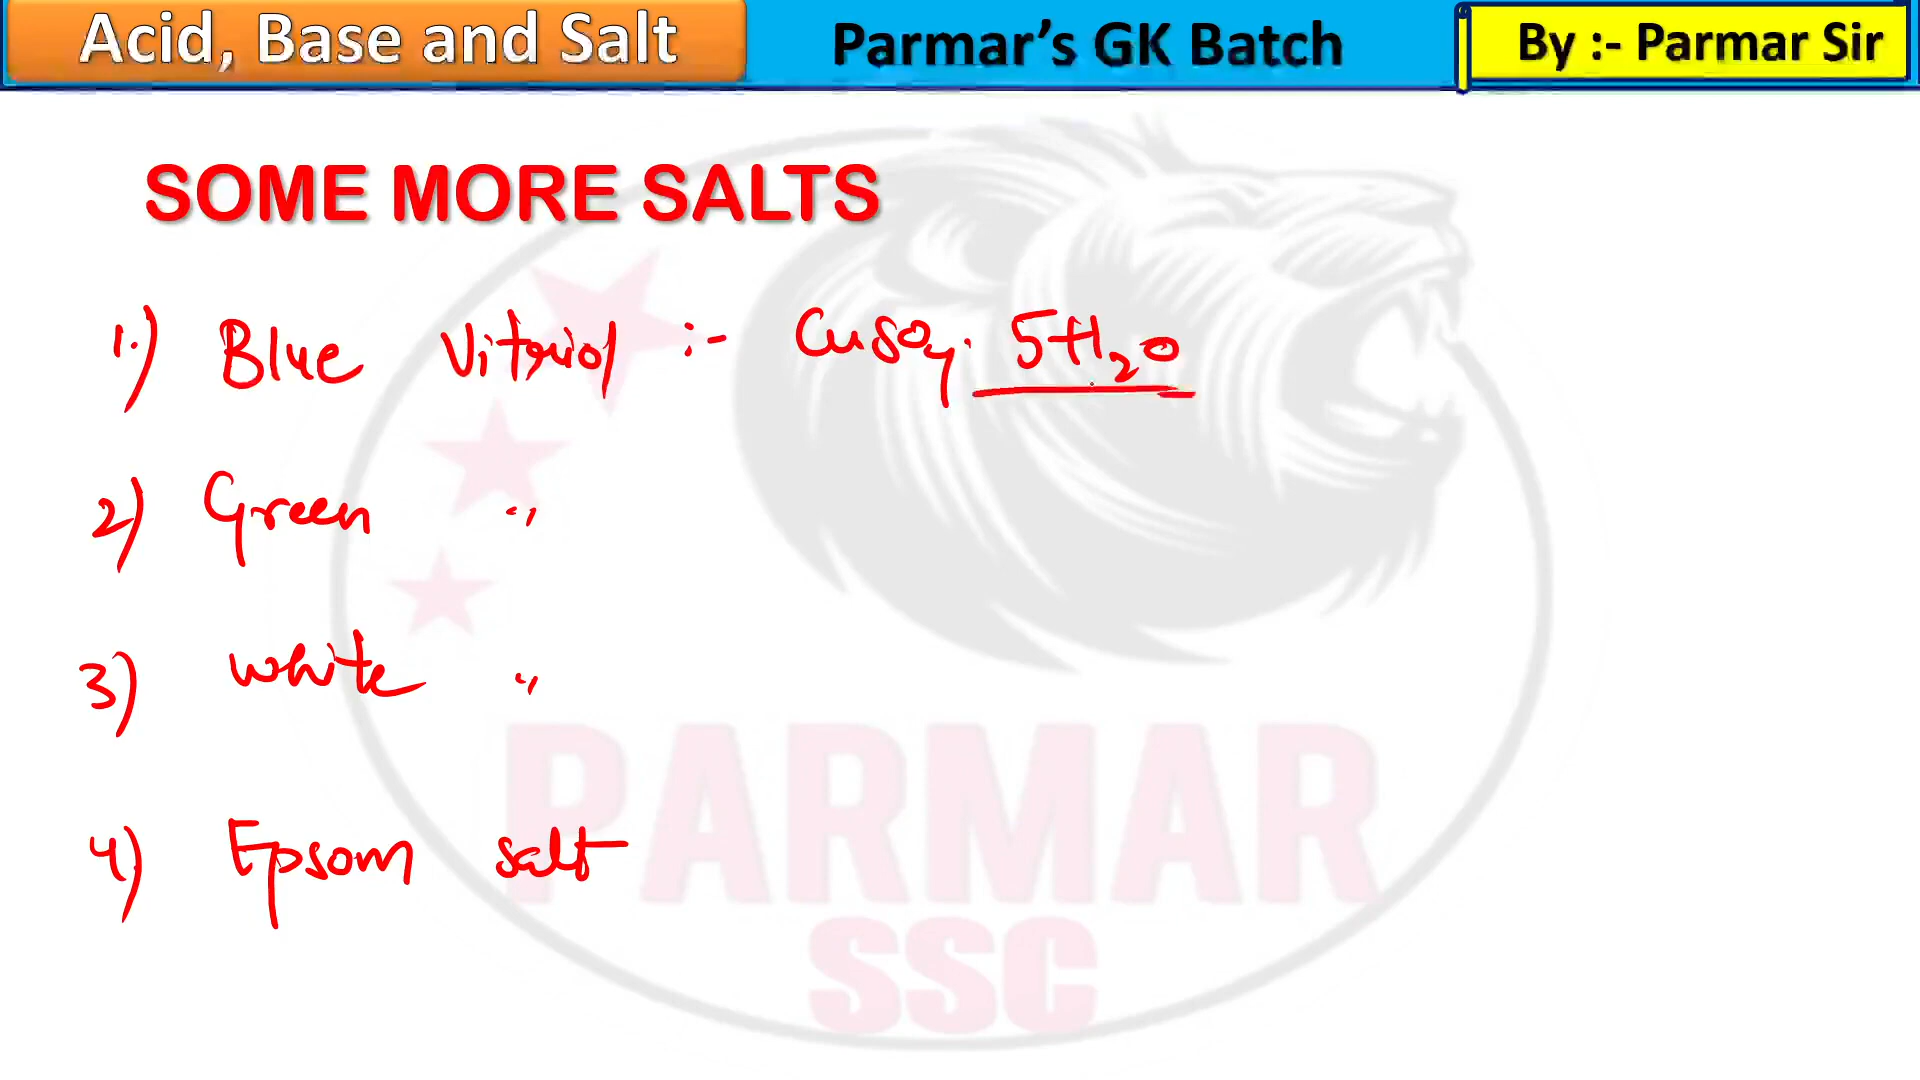 Acid, Base and Salt
Parmar's GK Batch
By :- Parmar Sir
SOME MORE SALTS
1.) Blue Vitriol :- CuSO4. 5H2O
2) Green "
3) White "
4) Epsom salt
PARMAR
SSC